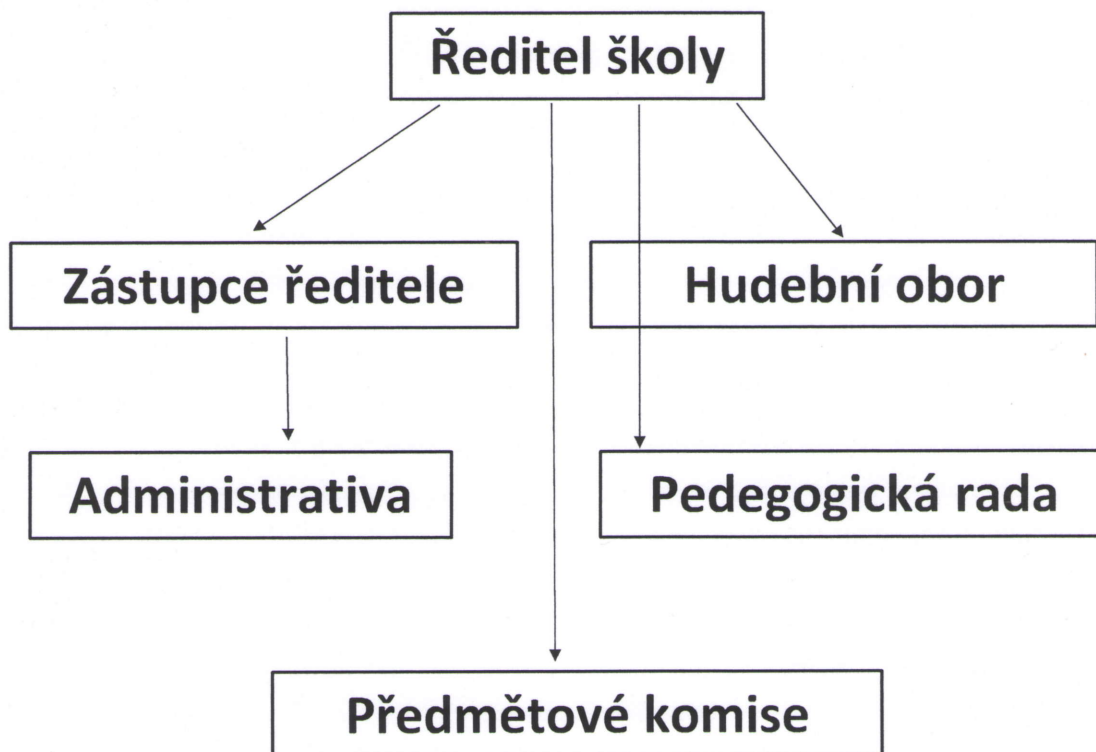 Ředitel školy
Zástupce ředitele
Hudební obor
Administrativa
Pedegogická rada
Předmětové komise